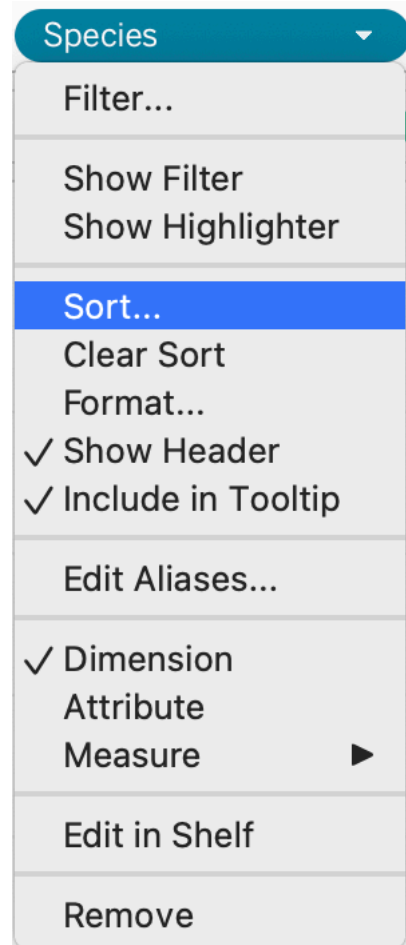 Species
Filter...
Show Filter
Show Highlighter
Sort...
Clear Sort
Format...
Show Header
Include in Tooltip
Edit Aliases...
Dimension
Attribute
Measure
Edit in Shelf
Remove